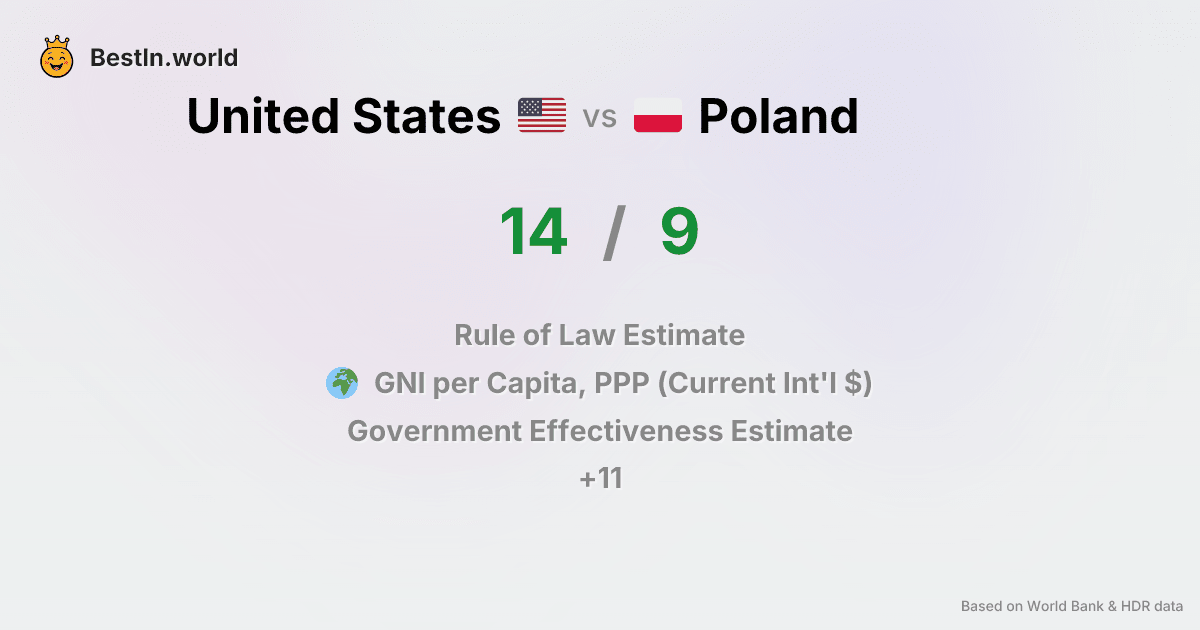 BestIn.world
United States vs Poland
14 / 9
Rule of Law Estimate
GNI per Capita, PPP (Current Int'l $)
Government Effectiveness Estimate
+11
Based on World Bank & HDR data